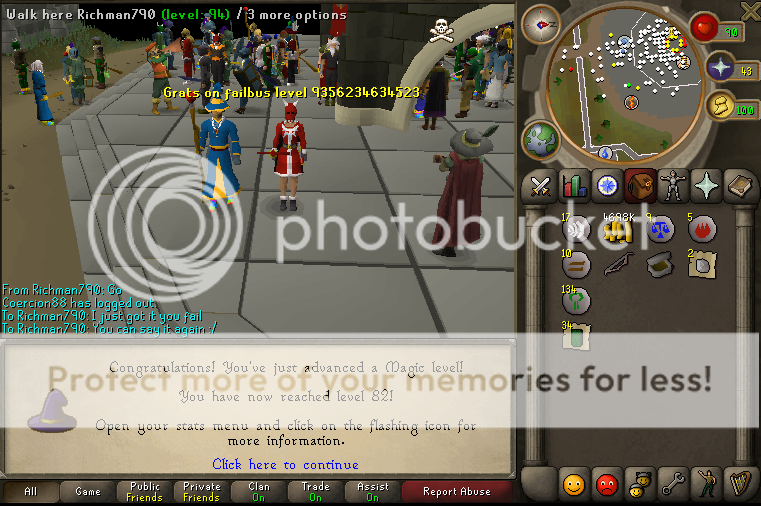 Walk here Richman790 (level: 94) / 3 more options
90
Grats on failbus level 9356234634523
43
100
photobucket
17
4698K
9
5
10
2
134
34
From Richman790: Go
Coercion88 has logged out.
To Richman790: I just got it you fail
To Richman790: You can say it again :/
Congratulations! You've just advanced a Magic level!
Protect more of your memories for less!
You have now reached level 82!
Open your stats menu and click on the flashing icon for
more information.
Click here to continue
All
Game
Public
Friends
Private
Friends
Clan
On
Trade
On
Assist
On
Report Abuse